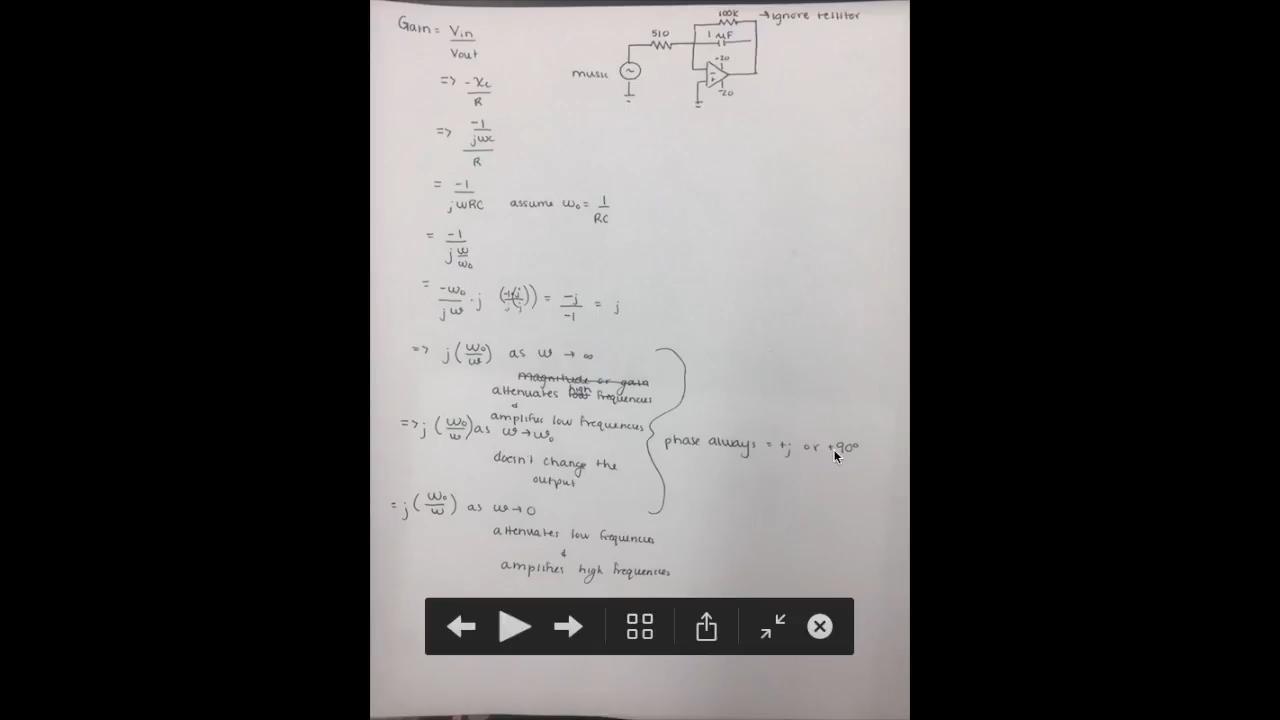 Gain = Vin / Vout
100K → ignore resistor
510
1 μF
-20
music
-20
=> -Xc / R
=> -1 / jωc / R
= -1 / jωRC assume ω₀ = 1 / RC
= -1 / j ω/ω₀
= -ω₀ / jω · j = -j / -1 = j
=> j(ω₀/ω) as ω → ∞
magnitude or gain
attenuates high frequencies
&
amplifies low frequencies
=> j(ω₀/ω) as ω → ω₀
doesn't change the
output
phase always = +j or +90°
= j(ω₀/ω) as ω → 0
attenuates low frequencies
&
amplifies high frequencies